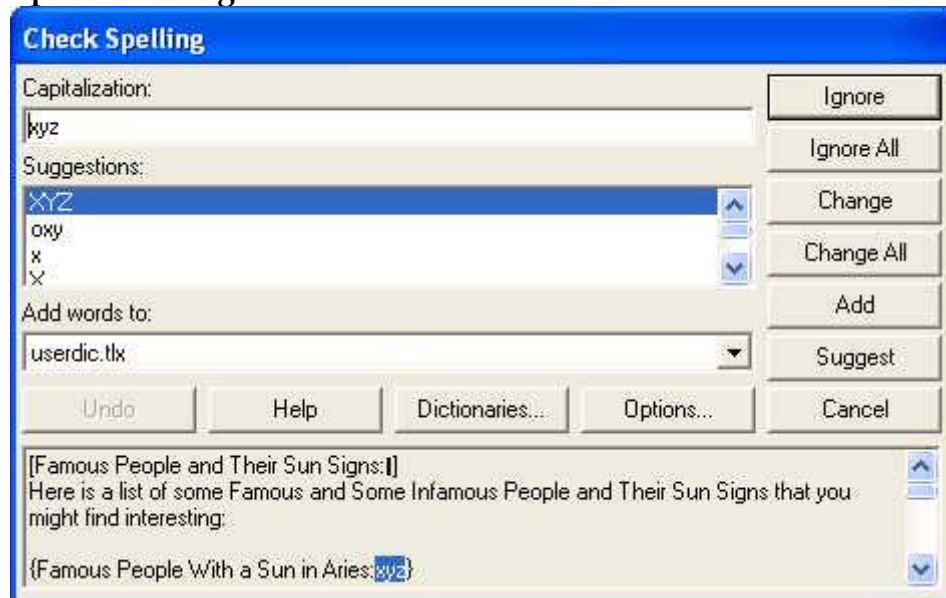 Check Spelling
Capitalization:
xyz
Suggestions:
XYZ
oxy
x
X
Add words to:
userdic.tlx
Ignore
Ignore All
Change
Change All
Add
Suggest
Cancel
Undo
Help
Dictionaries...
Options...
[Famous People and Their Sun Signs:I]
Here is a list of some Famous and Some Infamous People and Their Sun Signs that you
might find interesting:
{Famous People With a Sun in Aries:xyz}